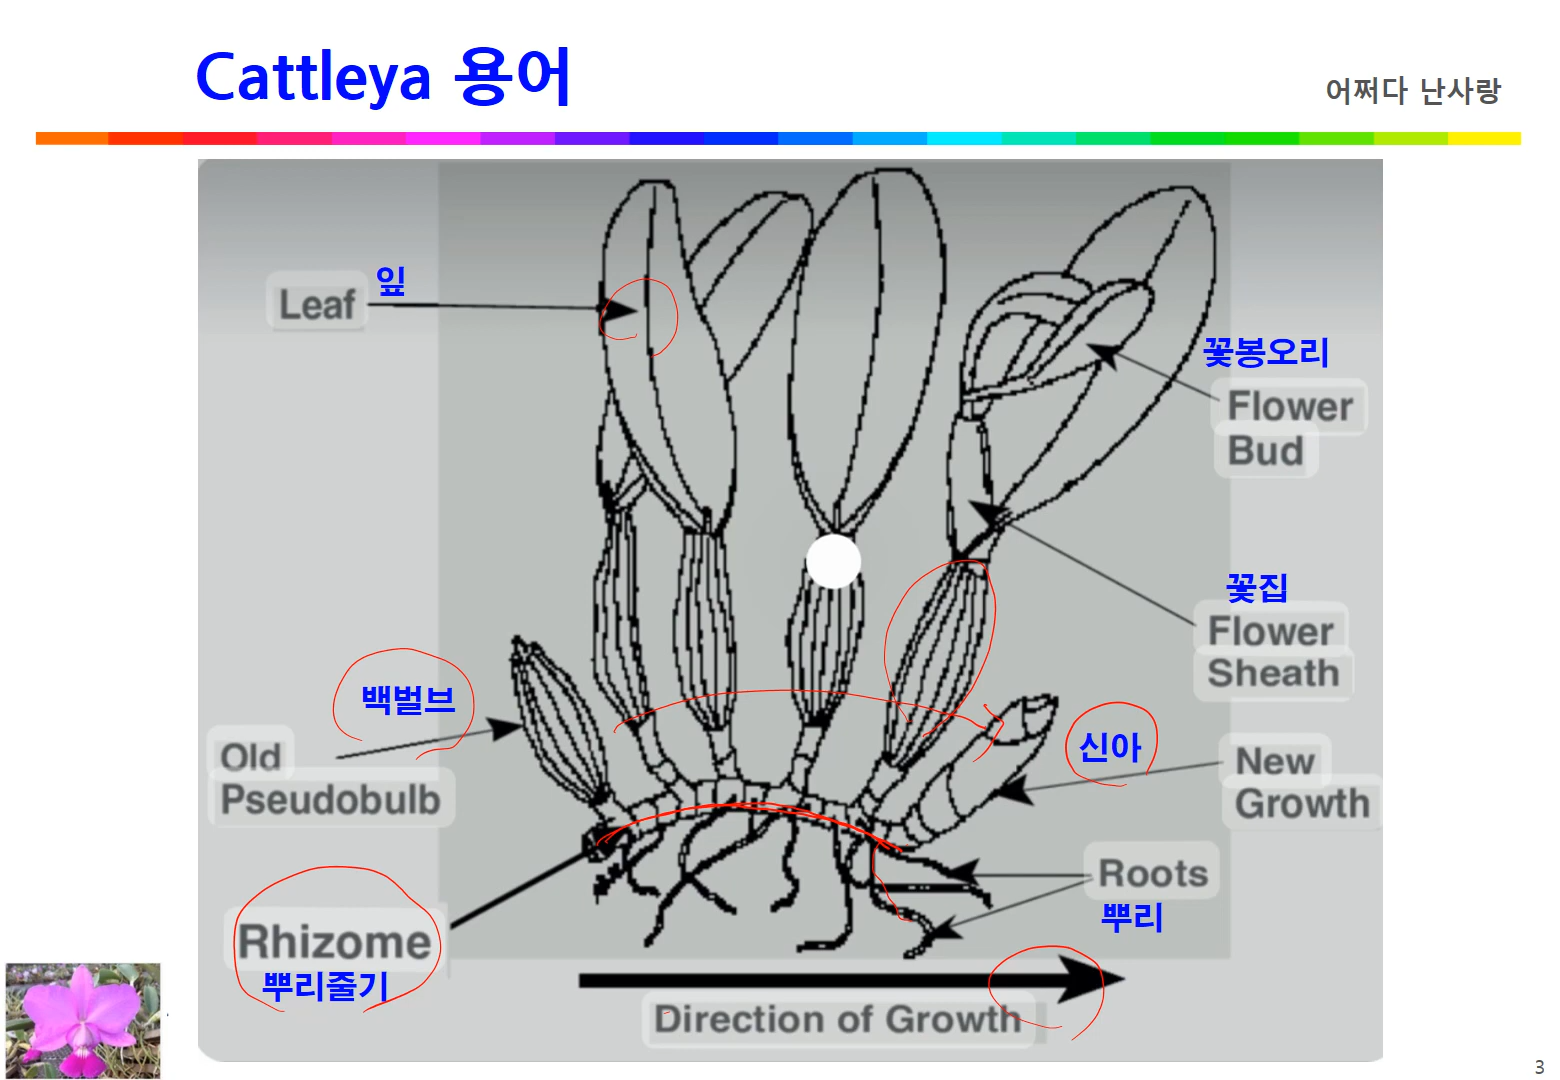 Cattleya 용어
어쩌다 난사랑
잎
Leaf
꽃봉오리
Flower
Bud
꽃집
Flower
Sheath
백벌브
Old
Pseudobulb
신아
New
Growth
Roots
뿌리
Rhizome
뿌리줄기
Direction of Growth
3